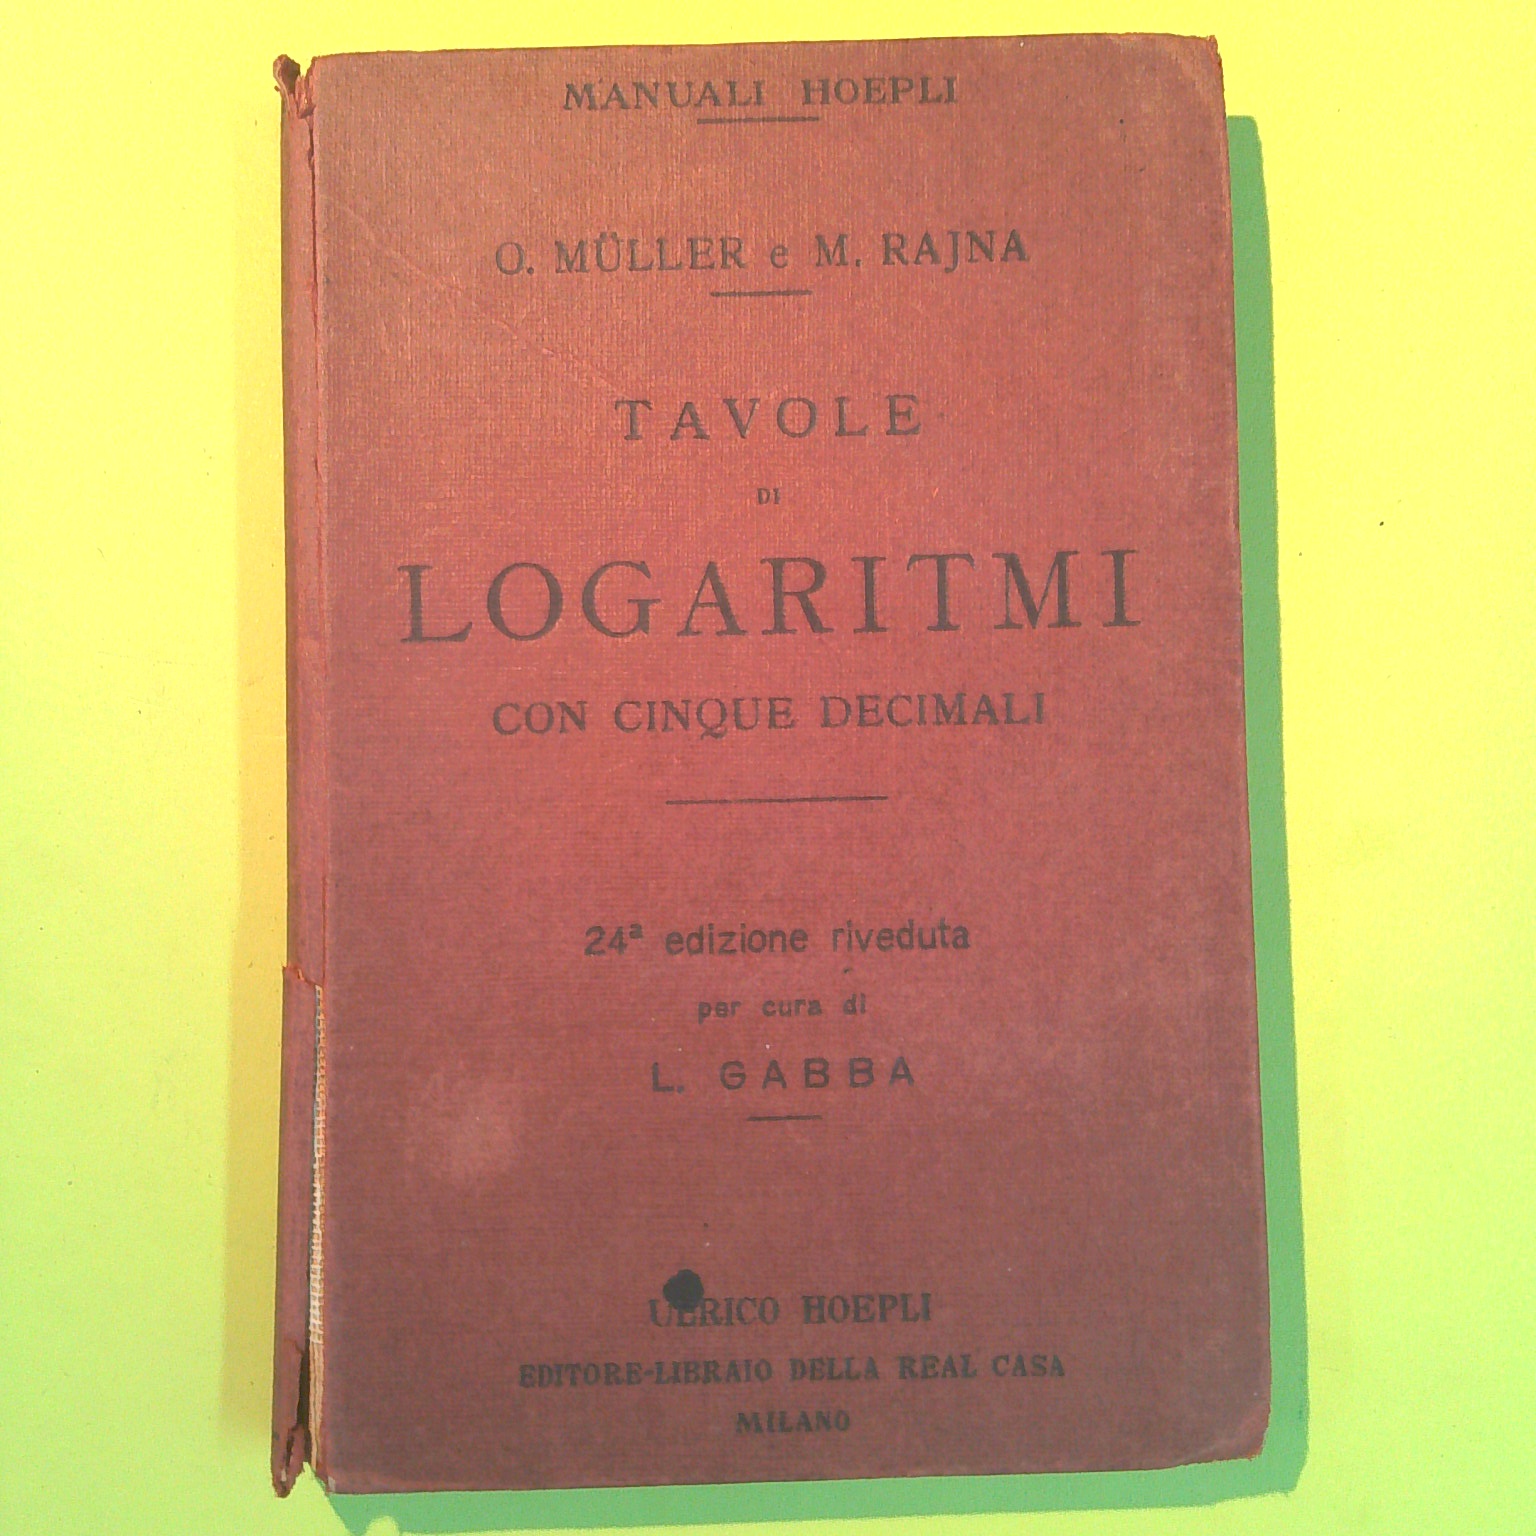 MANUALI HOEPLI
O. MÜLLER e M. RAJNA
TAVOLE
DI
LOGARITMI
CON CINQUE DECIMALI
24ª edizione riveduta
per cura di
L. GABBA
ULRICO HOEPLI
EDITORE-LIBRAIO DELLA REAL CASA
MILANO